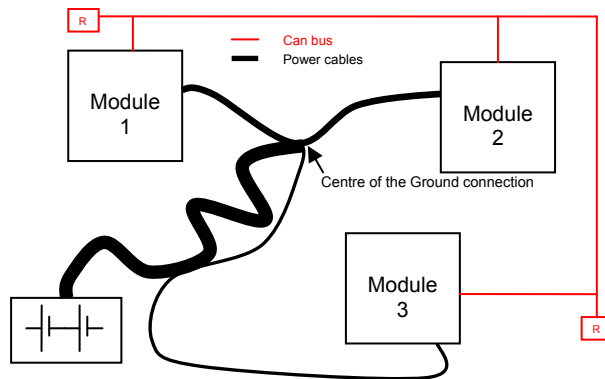 R
Can bus
Power cables
Module
1
Module
2
Centre of the Ground connection
Module
3
R